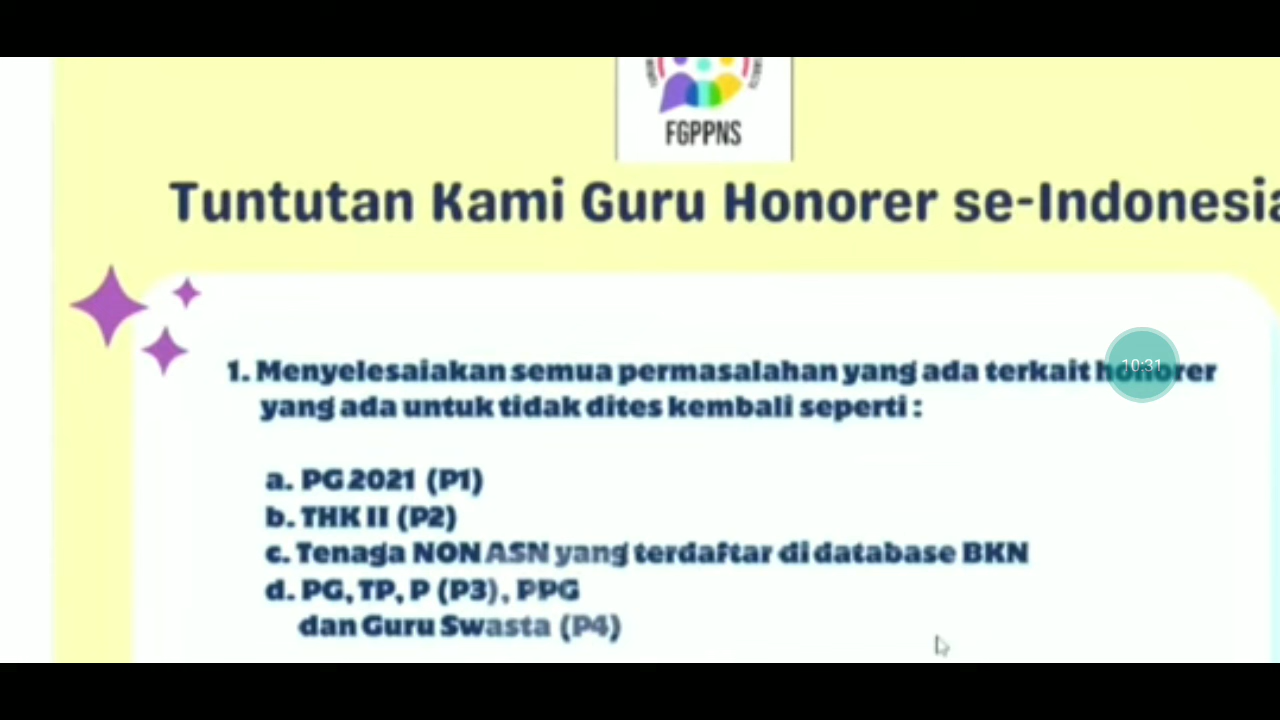 FGPPNS
Tuntutan Kami Guru Honorer se-Indonesia
1. Menyelesaiakan semua permasalahan yang ada terkait honorer
10:31
yang ada untuk tidak dites kembali seperti :
a. PG 2021 (P1)
b. THK II (P2)
c. Tenaga NON ASN yang terdaftar di database BKN
d. PG, TP, P (P3), PPG
dan Guru Swasta (P4)